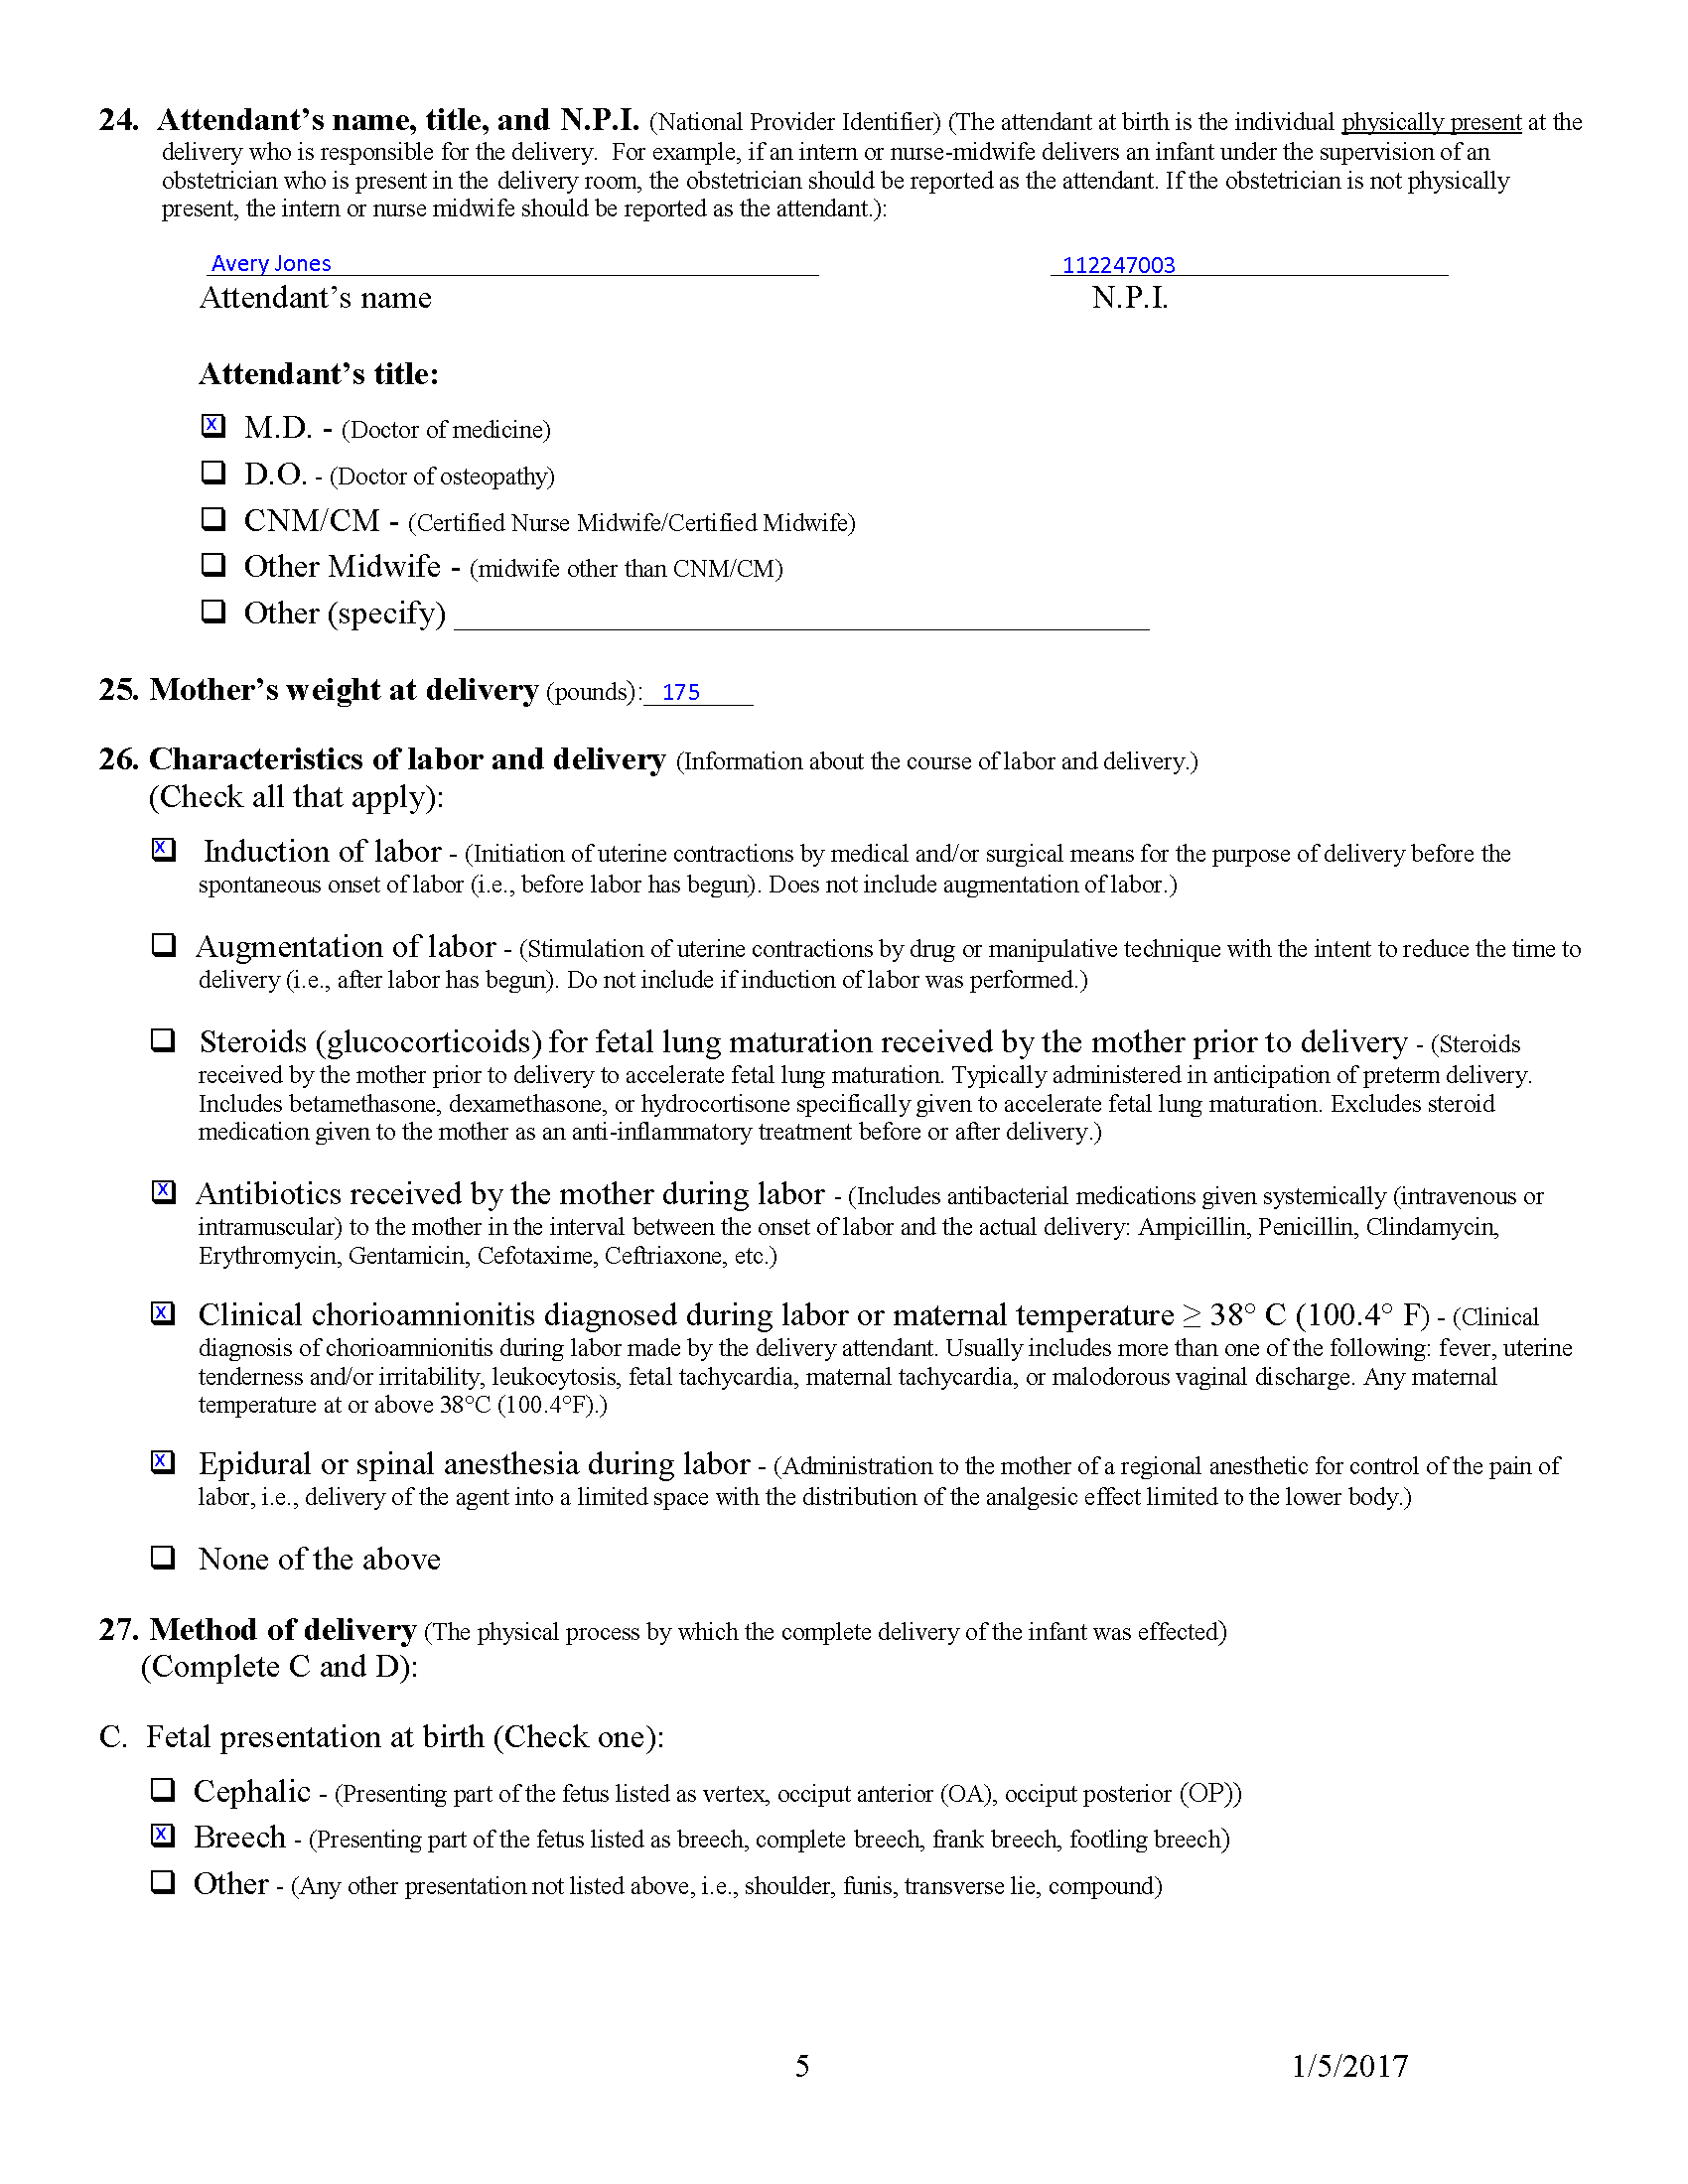 24. Attendant’s name, title, and N.P.I. (National Provider Identifier) (The attendant at birth is the individual physically present at the
delivery who is responsible for the delivery. For example, if an intern or nurse-midwife delivers an infant under the supervision of an
obstetrician who is present in the delivery room, the obstetrician should be reported as the attendant. If the obstetrician is not physically
present, the intern or nurse midwife should be reported as the attendant.):
Avery Jones 112247003
Attendant’s name N.P.I.
Attendant’s title:
☒ M.D. - (Doctor of medicine)
❑ D.O. - (Doctor of osteopathy)
❑ CNM/CM - (Certified Nurse Midwife/Certified Midwife)
❑ Other Midwife - (midwife other than CNM/CM)
❑ Other (specify) ____________
25. Mother’s weight at delivery (pounds): 175
26. Characteristics of labor and delivery (Information about the course of labor and delivery.)
(Check all that apply):
☒ Induction of labor - (Initiation of uterine contractions by medical and/or surgical means for the purpose of delivery before the
spontaneous onset of labor (i.e., before labor has begun). Does not include augmentation of labor.)
❑ Augmentation of labor - (Stimulation of uterine contractions by drug or manipulative technique with the intent to reduce the time to
delivery (i.e., after labor has begun). Do not include if induction of labor was performed.)
❑ Steroids (glucocorticoids) for fetal lung maturation received by the mother prior to delivery - (Steroids
received by the mother prior to delivery to accelerate fetal lung maturation. Typically administered in anticipation of preterm delivery.
Includes betamethasone, dexamethasone, or hydrocortisone specifically given to accelerate fetal lung maturation. Excludes steroid
medication given to the mother as an anti-inflammatory treatment before or after delivery.)
☒ Antibiotics received by the mother during labor - (Includes antibacterial medications given systemically (intravenous or
intramuscular) to the mother in the interval between the onset of labor and the actual delivery: Ampicillin, Penicillin, Clindamycin,
Erythromycin, Gentamicin, Cefotaxime, Ceftriaxone, etc.)
☒ Clinical chorioamnionitis diagnosed during labor or maternal temperature ≥ 38° C (100.4° F) - (Clinical
diagnosis of chorioamnionitis during labor made by the delivery attendant. Usually includes more than one of the following: fever, uterine
tenderness and/or irritability, leukocytosis, fetal tachycardia, maternal tachycardia, or malodorous vaginal discharge. Any maternal
temperature at or above 38°C (100.4°F).)
☒ Epidural or spinal anesthesia during labor - (Administration to the mother of a regional anesthetic for control of the pain of
labor, i.e., delivery of the agent into a limited space with the distribution of the analgesic effect limited to the lower body.)
❑ None of the above
27. Method of delivery (The physical process by which the complete delivery of the infant was effected)
(Complete C and D):
C. Fetal presentation at birth (Check one):
❑ Cephalic - (Presenting part of the fetus listed as vertex, occiput anterior (OA), occiput posterior (OP))
☒ Breech - (Presenting part of the fetus listed as breech, complete breech, frank breech, footling breech)
❑ Other - (Any other presentation not listed above, i.e., shoulder, funis, transverse lie, compound)
5 1/5/2017